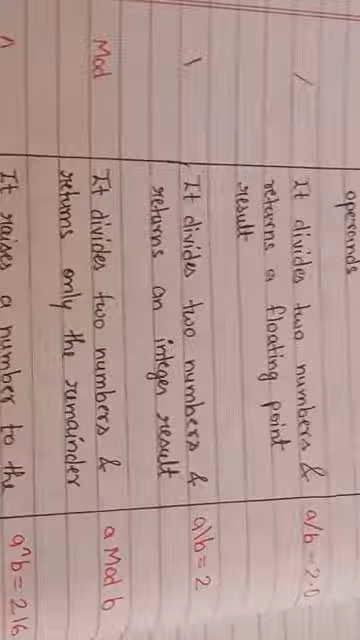 operands
/ It divides two numbers & a/b = 2.0
returns a floating point
result
\ It divides two numbers & a\b = 2
returns an integer result
Mod It divides two numbers & a Mod b
returns only the remainder
^ It raises a number to the a^b = 216